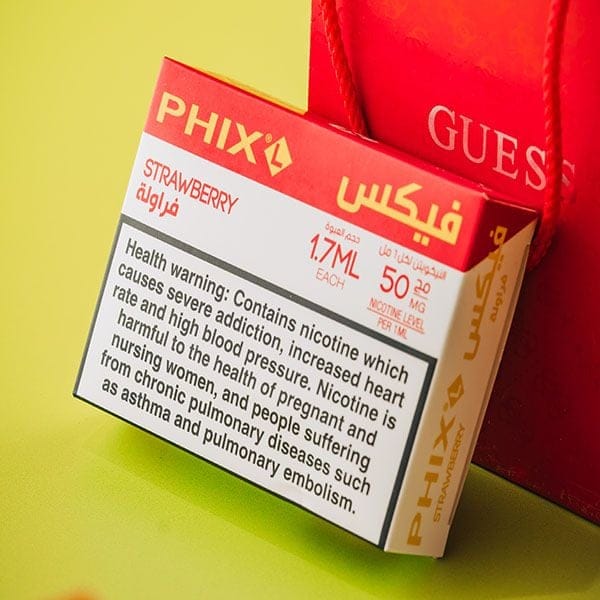 PHIX L
فيكس
STRAWBERRY
فراولة
حجم العبوة
1.7ML
EACH
النيكوتين لكل ١ مل
50 مج
MG
NICOTINE LEVEL
PER 1ML
Health warning: Contains nicotine which
causes severe addiction, increased heart
rate and high blood pressure. Nicotine is
harmful to the health of pregnant and
nursing women, and people suffering
from chronic pulmonary diseases such
as asthma and pulmonary embolism.
PHIX L
STRAWBERRY
فيكس
فراولة
GUESS